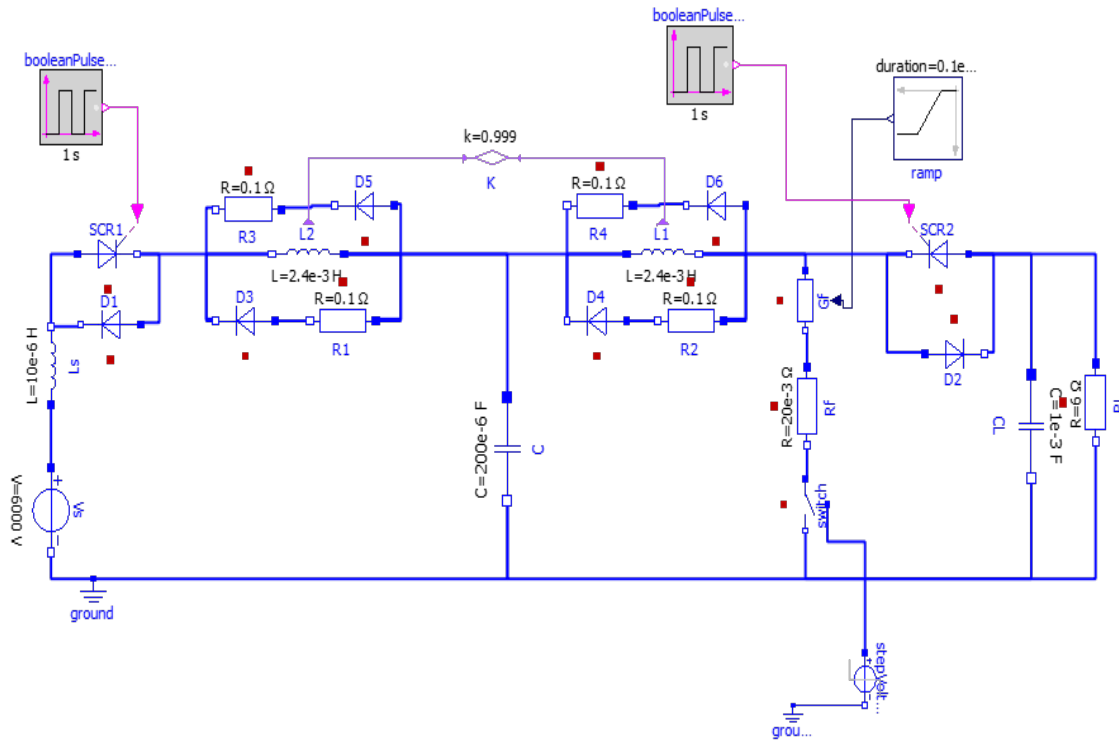 booleanPulse...
booleanPulse...
duration=0.1e...
1 s
1 s
ramp
k=0.999
K
R=0.1 Ω
D5
R=0.1 Ω
D6
SCR1
R3
L2
R4
L1
SCR2
L=2.4e-3 H
L=2.4e-3 H
D1
D3
R=0.1 Ω
R1
D4
R=0.1 Ω
R2
Gf
D2
L=10e-6 H
Ls
R=20e-3 Ω
Rf
C=200e-6 F
C
CL
C=1e-3 F
R=9 Ω
V=6000 V
Vs
+
−
switch
ground
stepVolt...
+
grou...